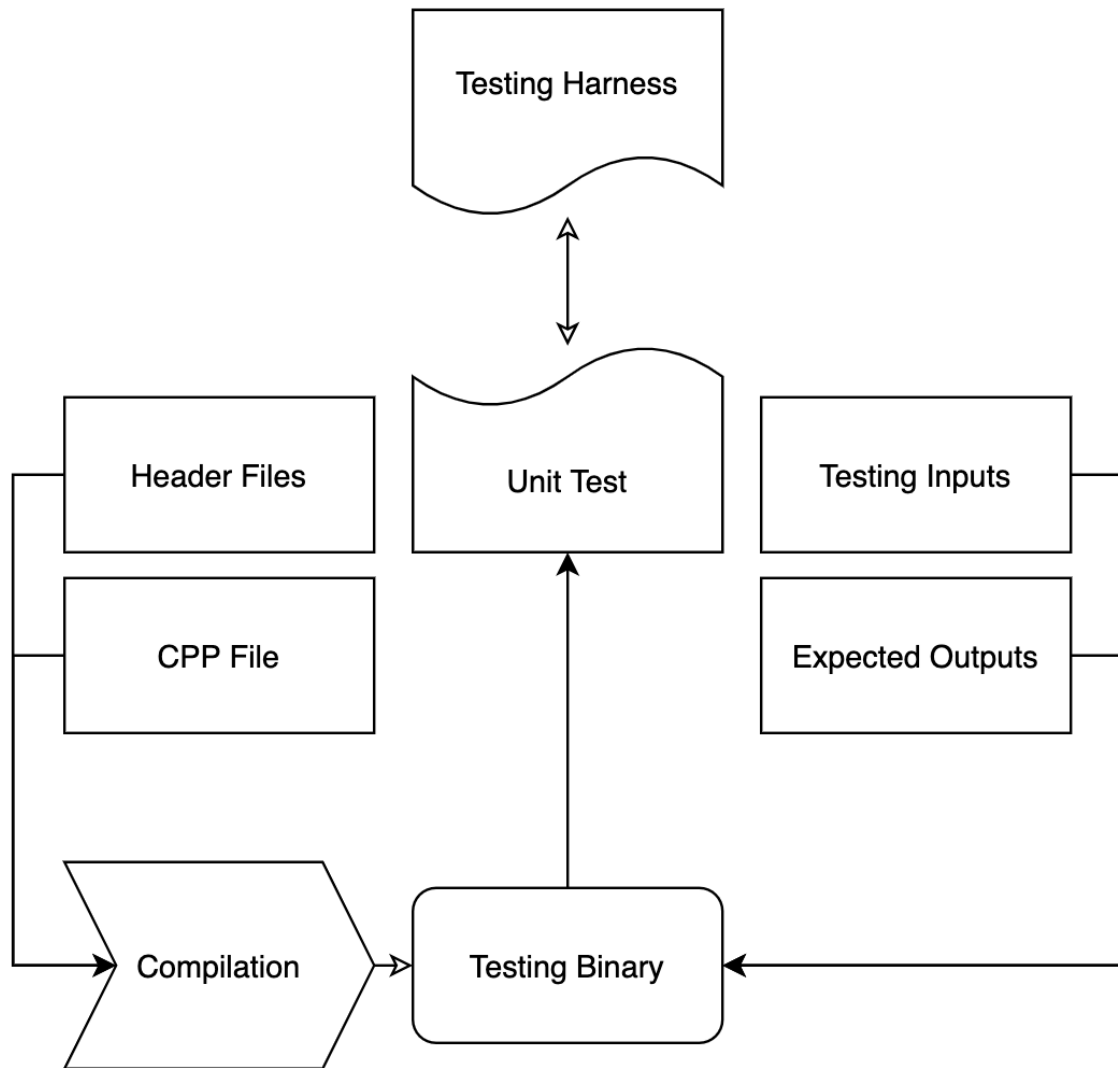 Testing Harness
Header Files
Unit Test
Testing Inputs
CPP File
Expected Outputs
Compilation
Testing Binary